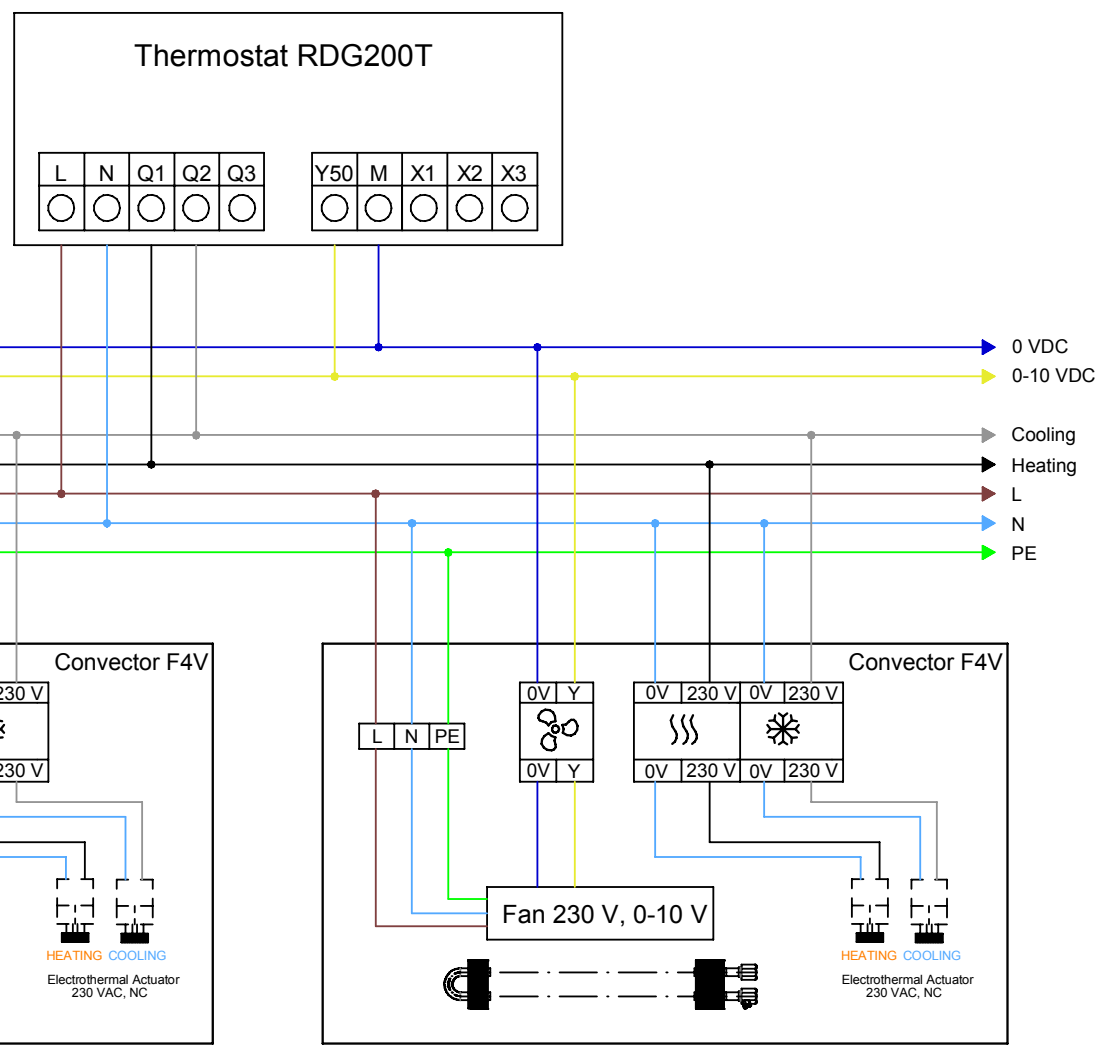 Thermostat RDG200T
L N Q1 Q2 Q3 Y50 M X1 X2 X3
0 VDC
0-10 VDC
Cooling
Heating
L
N
PE
Convector F4V
230 V
230 V
HEATING COOLING
Electrothermal Actuator
230 VAC, NC
Convector F4V
0V Y 0V 230 V 0V 230 V
L N PE
0V Y 0V 230 V 0V 230 V
Fan 230 V, 0-10 V
HEATING COOLING
Electrothermal Actuator
230 VAC, NC